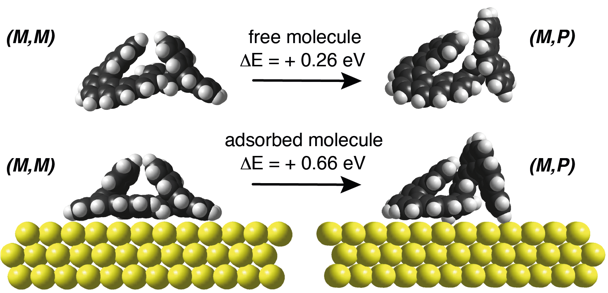 (M,M)
free molecule
(M,P)
ΔE = + 0.26 eV
adsorbed molecule
(M,M)
ΔE = + 0.66 eV
(M,P)